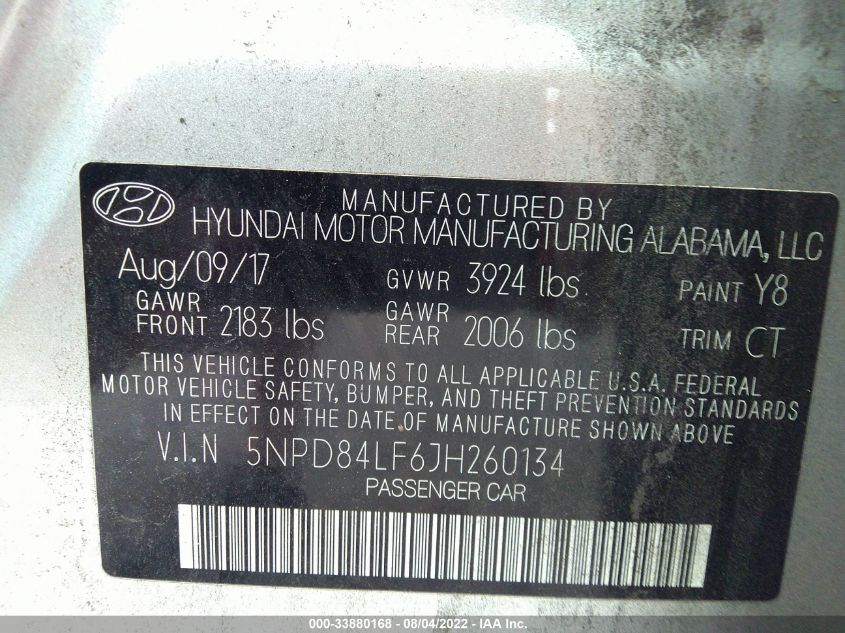 MANUFACTURED BY
HYUNDAI MOTOR MANUFACTURING ALABAMA, LLC
Aug/09/17 GVWR 3924 lbs PAINT Y8
GAWR FRONT 2183 lbs GAWR REAR 2006 lbs TRIM CT
THIS VEHICLE CONFORMS TO ALL APPLICABLE U.S.A. FEDERAL
MOTOR VEHICLE SAFETY, BUMPER, AND THEFT PREVENTION STANDARDS
IN EFFECT ON THE DATE OF MANUFACTURE SHOWN ABOVE
V.I.N 5NPD84LF6JH260134
PASSENGER CAR
000-33880168 - 08/04/2022 - IAA Inc.